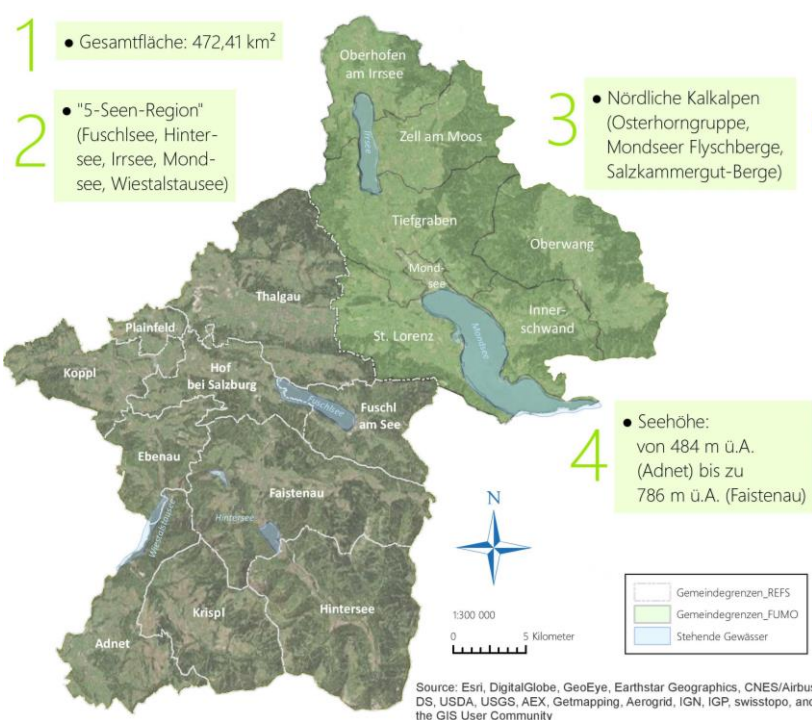 1
● Gesamtfläche: 472,41 km²
2
● "5-Seen-Region"
(Fuschlsee, Hinter-
see, Irrsee, Mond-
see, Wiestalstausee)
3
● Nördliche Kalkalpen
(Osterhorngruppe,
Mondseer Flyschberge,
Salzkammergut-Berge)
Oberhofen
am Irrsee
Irrsee
Zell am Moos
Tiefgraben
Oberwang
Mond-
see
Inner-
schwand
St. Lorenz
Mondsee
Thalgau
Plainfeld
Koppl
Hof
bei Salzburg
Fuschlsee
Fuschl
am See
Ebenau
Faistenau
Wiestalstausee
Hintersee
Hintersee
Krispl
Adnet
4
● Seehöhe:
von 484 m ü.A.
(Adnet) bis zu
786 m ü.A. (Faistenau)
N
1:300 000
0 5 Kilometer
Gemeindegrenzen_REFS
Gemeindegrenzen_FUMO
Stehende Gewässer
Source: Esri, DigitalGlobe, GeoEye, Earthstar Geographics, CNES/Airbus
DS, USDA, USGS, AEX, Getmapping, Aerogrid, IGN, IGP, swisstopo, and
the GIS User Community